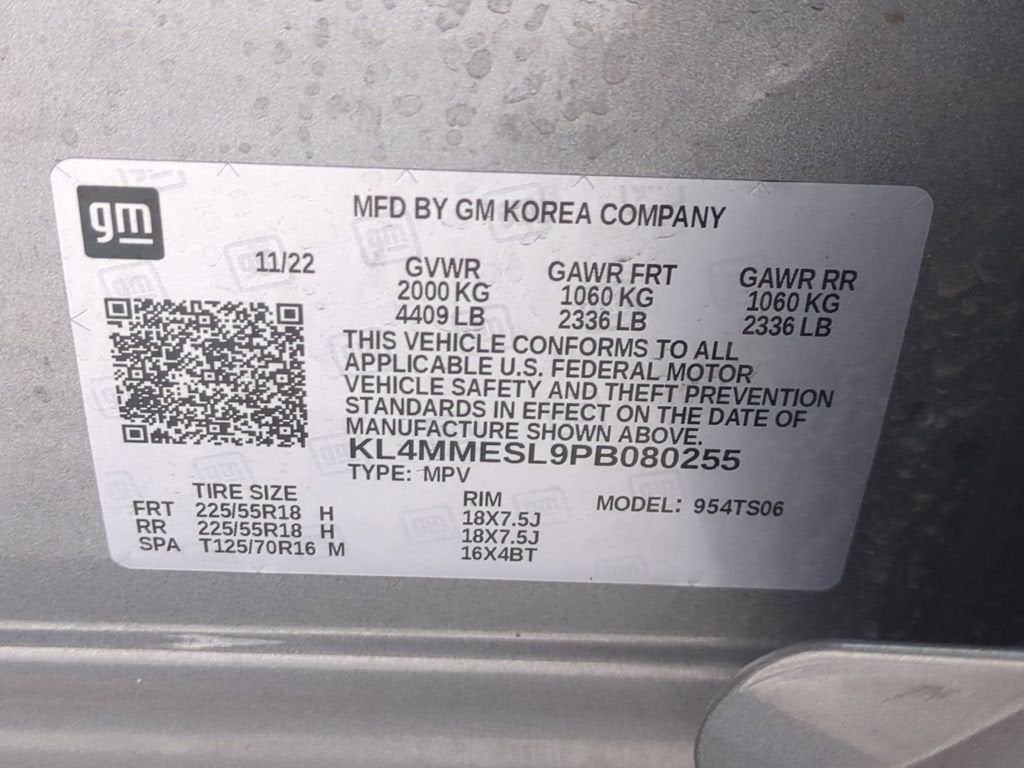 gm
MFD BY GM KOREA COMPANY
11/22
GVWR GAWR FRT GAWR RR
2000 KG 1060 KG 1060 KG
4409 LB 2336 LB 2336 LB
THIS VEHICLE CONFORMS TO ALL
APPLICABLE U.S. FEDERAL MOTOR
VEHICLE SAFETY AND THEFT PREVENTION
STANDARDS IN EFFECT ON THE DATE OF
MANUFACTURE SHOWN ABOVE.
KL4MMESL9PB080255
TYPE: MPV
TIRE SIZE RIM MODEL: 954TS06
FRT 225/55R18 H 18X7.5J
RR 225/55R18 H 18X7.5J
SPA T125/70R16 M 16X4BT